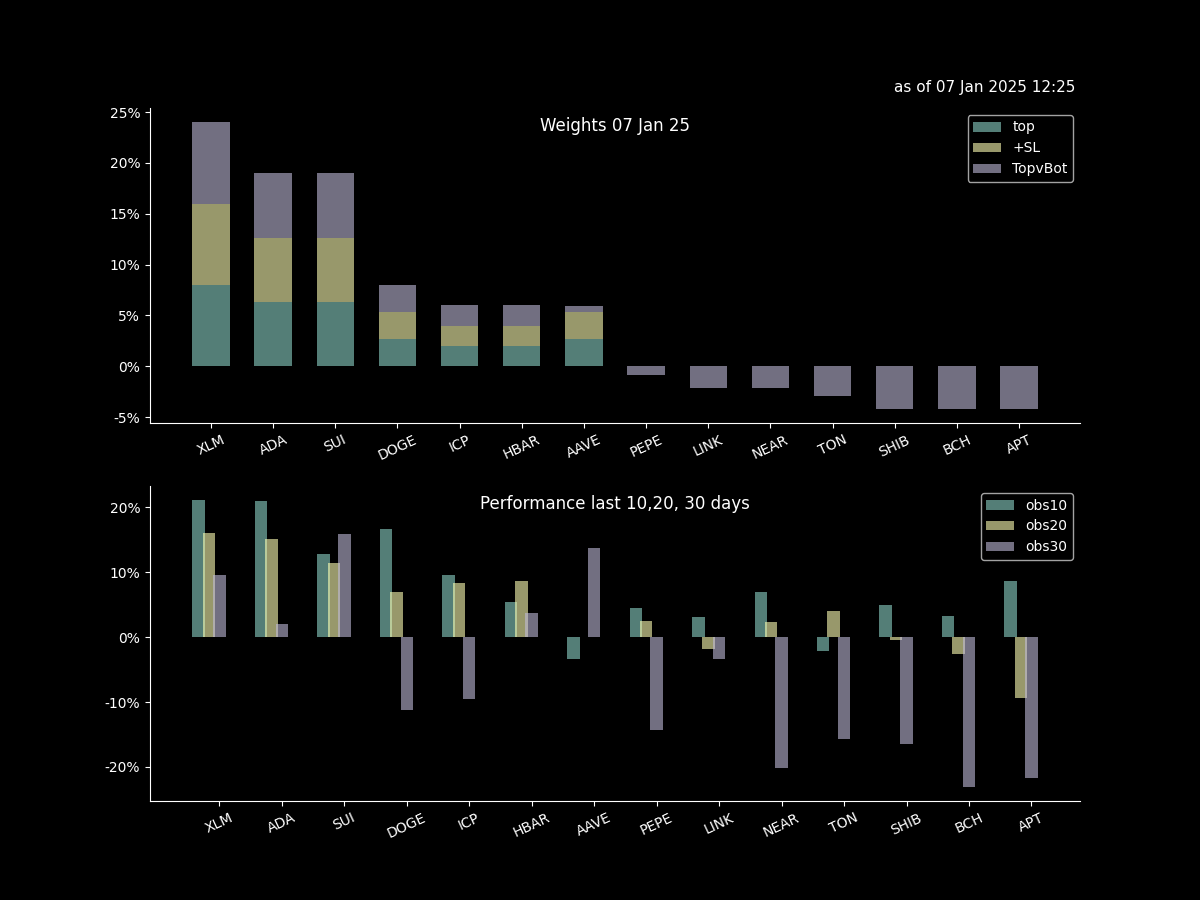 as of 07 Jan 2025 12:25
Weights 07 Jan 25
top
+SL
TopvBot
25%
20%
15%
10%
5%
0%
-5%
XLM ADA SUI DOGE ICP HBAR AAVE PEPE LINK NEAR TON SHIB BCH APT
Performance last 10,20, 30 days
obs10
obs20
obs30
20%
10%
0%
-10%
-20%
XLM ADA SUI DOGE ICP HBAR AAVE PEPE LINK NEAR TON SHIB BCH APT